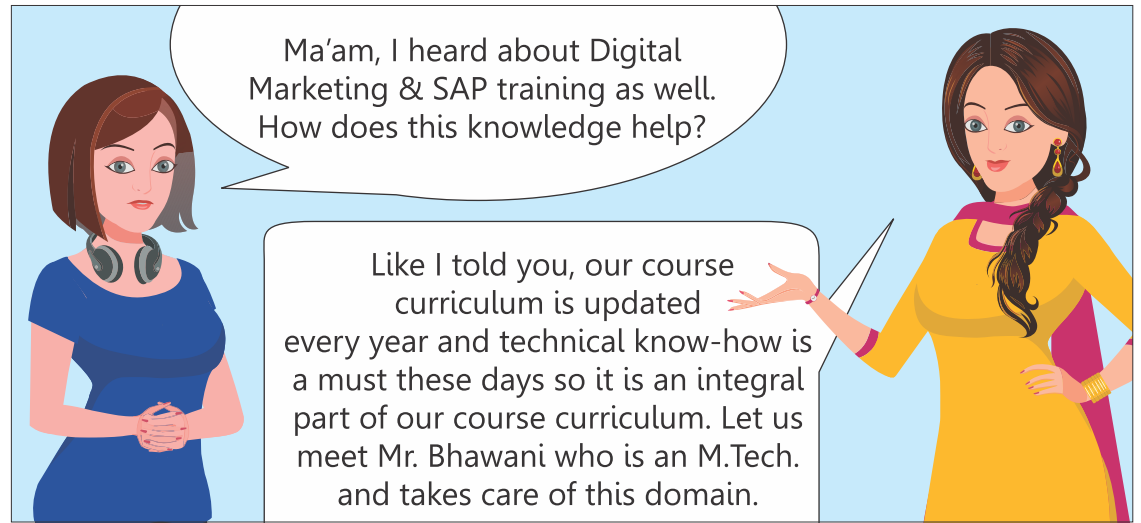 Ma’am, I heard about Digital
Marketing & SAP training as well.
How does this knowledge help?
Like I told you, our course
curriculum is updated
every year and technical know-how is
a must these days so it is an integral
part of our course curriculum. Let us
meet Mr. Bhawani who is an M.Tech.
and takes care of this domain.